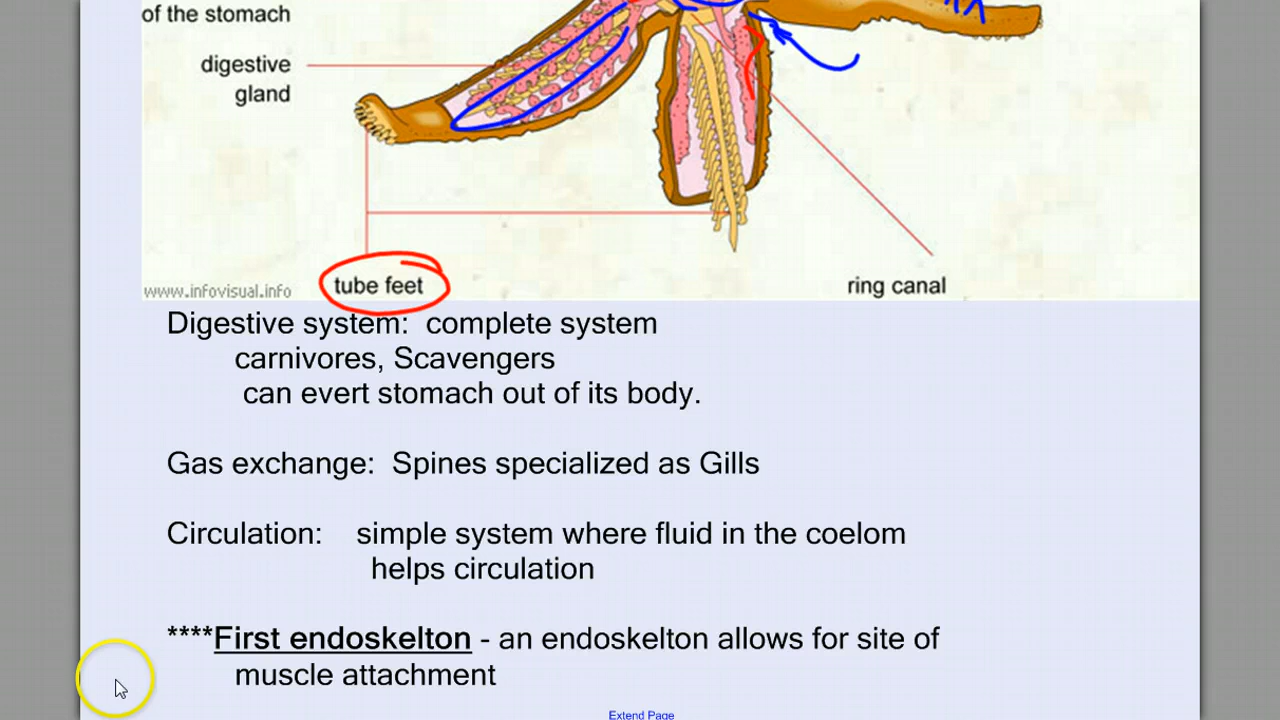 of the stomach
digestive
gland
tube feet
ring canal
www.infovisual.info
Digestive system: complete system
carnivores, Scavengers
can evert stomach out of its body.
Gas exchange: Spines specialized as Gills
Circulation: simple system where fluid in the coelom
helps circulation
****First endoskelton - an endoskelton allows for site of
muscle attachment
Extend Page